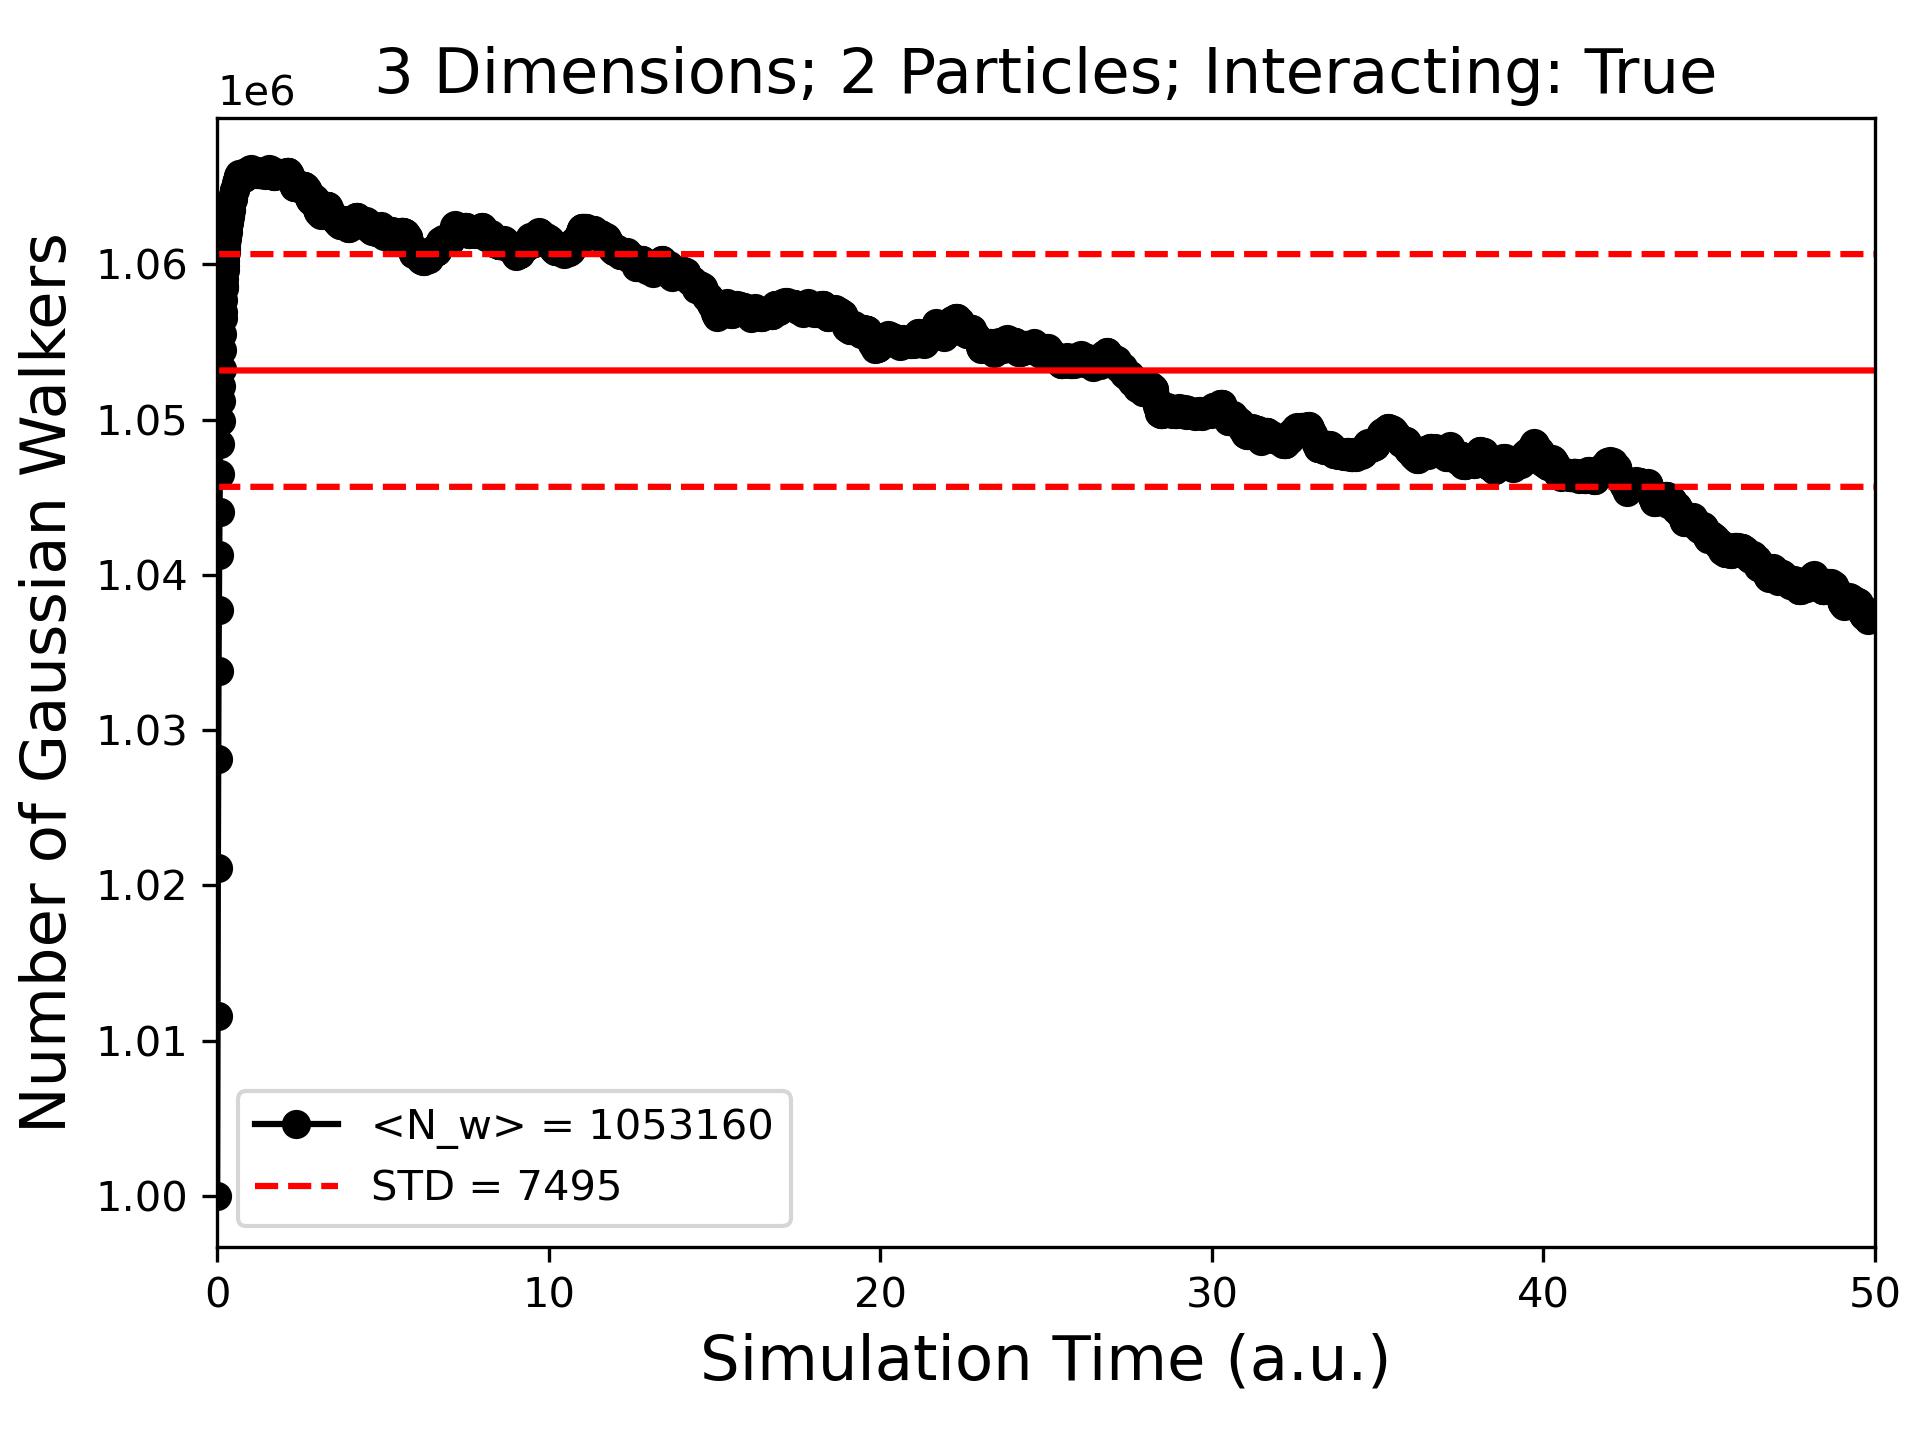 3 Dimensions; 2 Particles; Interacting: True
1e6
Number of Gaussian Walkers
1.06
1.05
1.04
1.03
1.02
1.01
1.00
<N_w> = 1053160
STD = 7495
0 10 20 30 40 50
Simulation Time (a.u.)